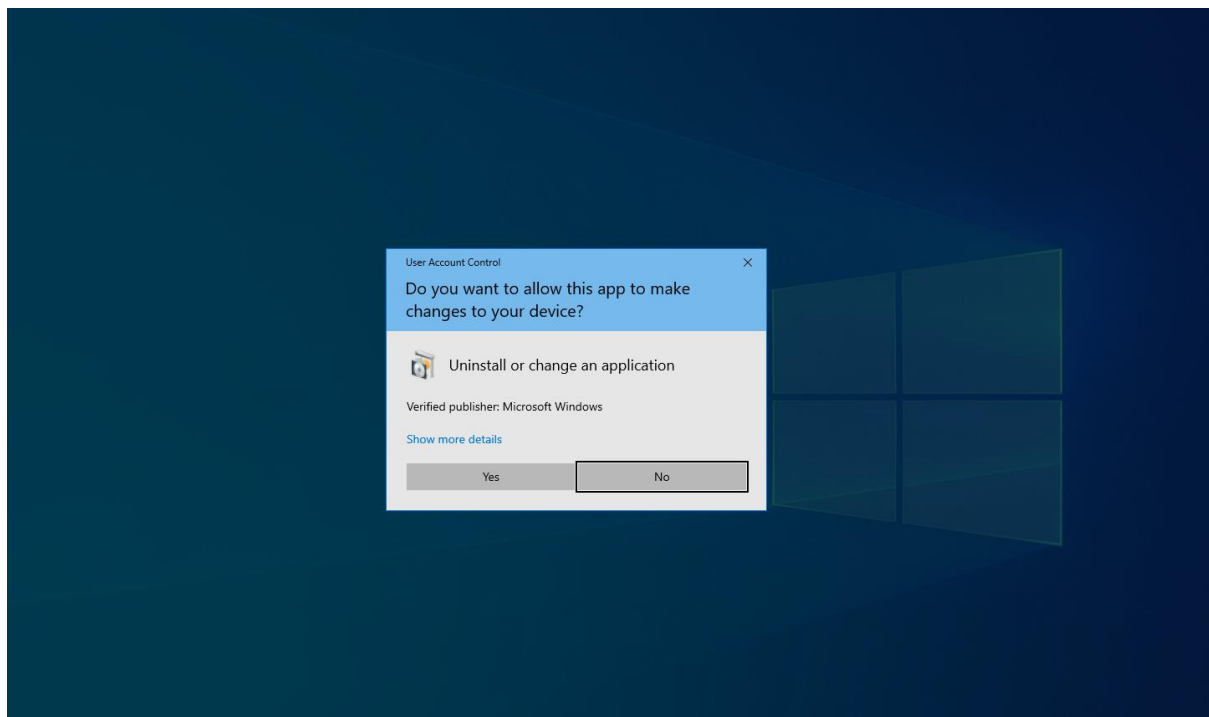 User Account Control
Do you want to allow this app to make
changes to your device?
Uninstall or change an application
Verified publisher: Microsoft Windows
Show more details
Yes
No